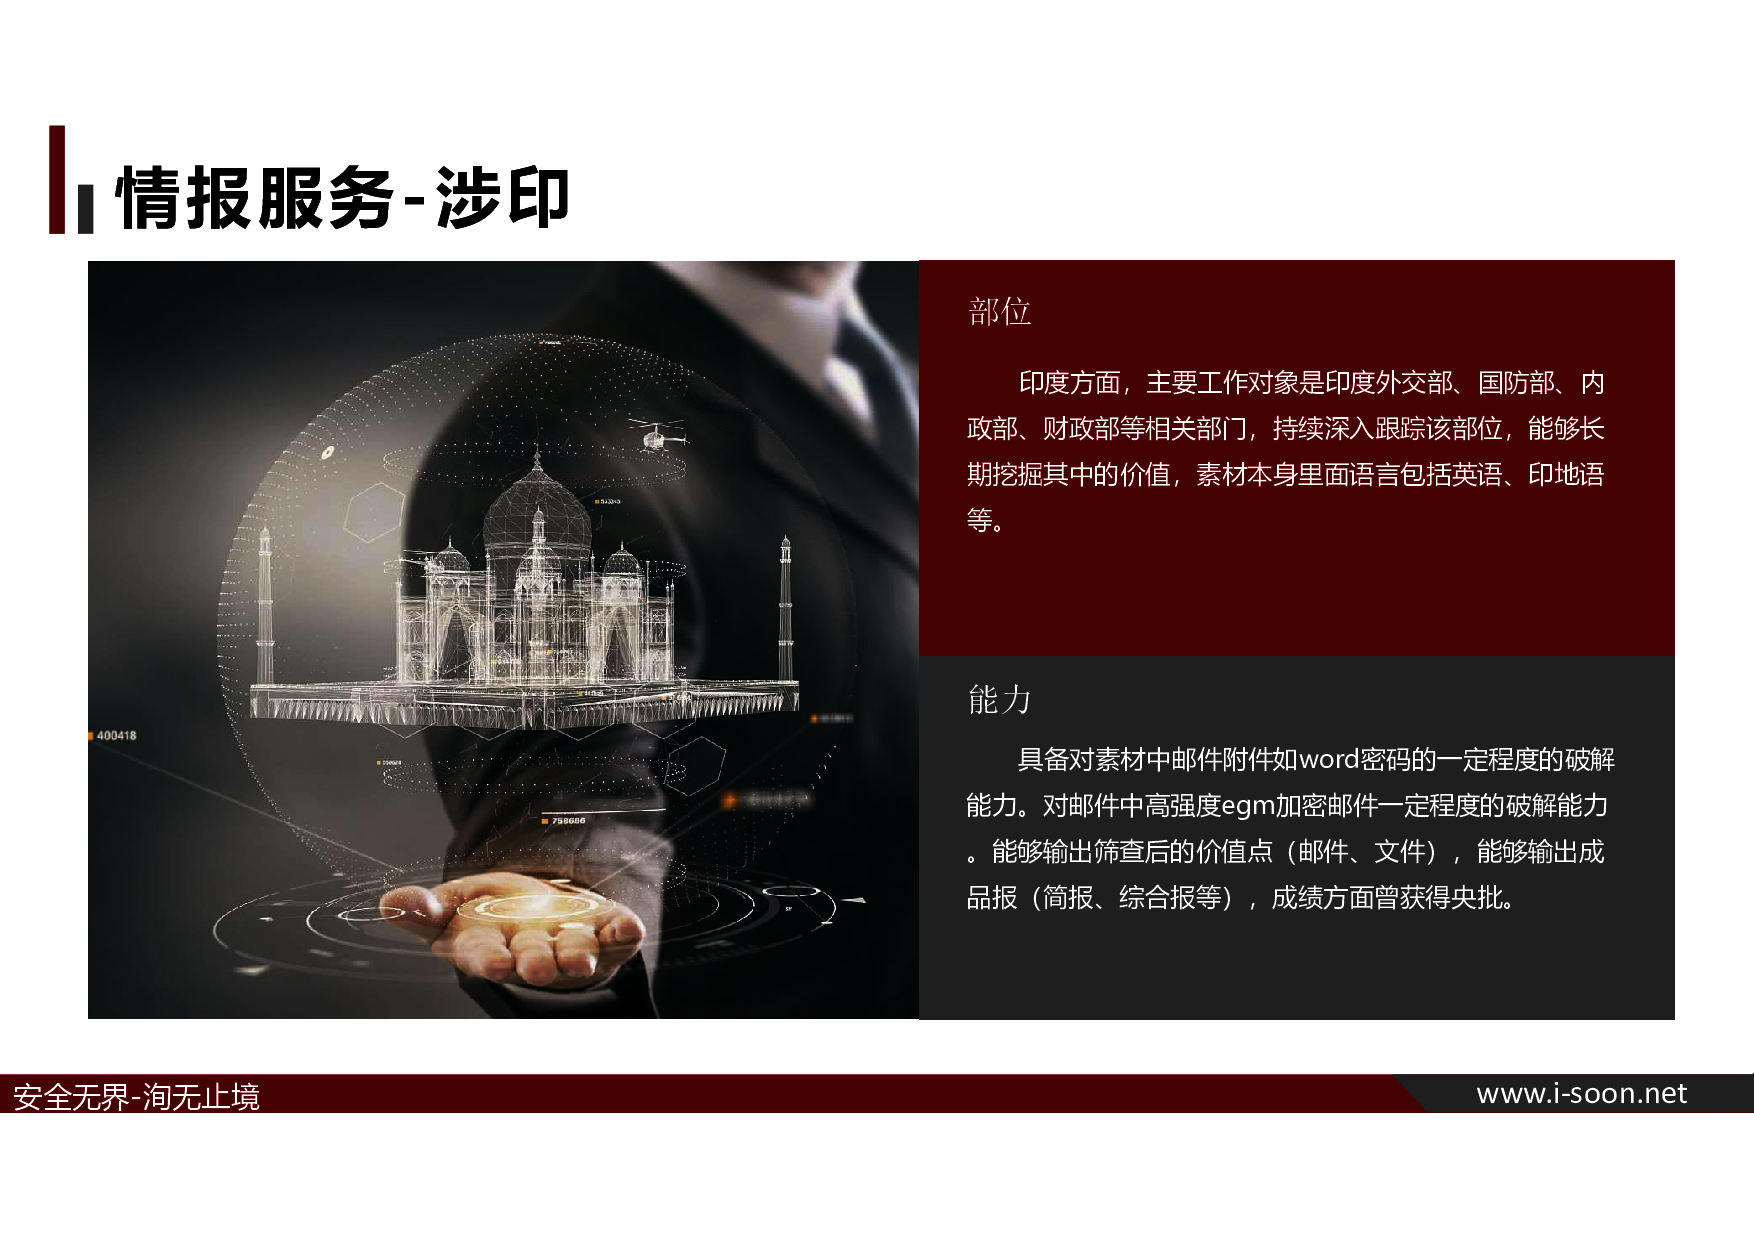 情报服务-涉印
部位
印度方面，主要工作对象是印度外交部、国防部、内
政部、财政部等相关部门，持续深入跟踪该部位，能够长
期挖掘其中的价值，素材本身里面语言包括英语、印地语
等。
400418
758686
能力
具备对素材中邮件附件如word密码的一定程度的破解
能力。对邮件中高强度egm加密邮件一定程度的破解能力
。能够输出筛查后的价值点（邮件、文件），能够输出成
品报（简报、综合报等），成绩方面曾获得央批。
安全无界-洵无止境
www.i-soon.net